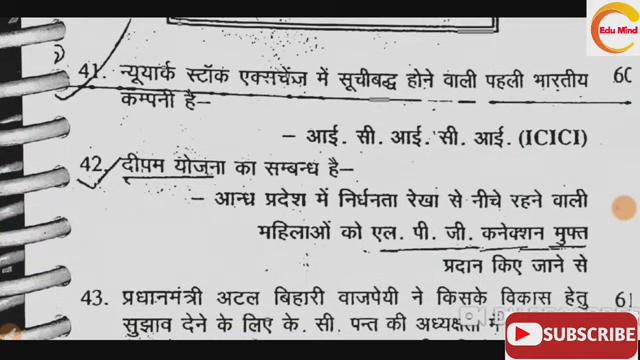 Edu Mind
41. न्यूयार्क स्टॉक एक्सचेंज में सूचीबद्ध होने वाली पहली भारतीय
कम्पनी है–
– आई. सी. आई. सी. आई. (ICICI)
42. दीपम योजना का सम्बन्ध है–
– आन्ध प्रदेश में निर्धनता रेखा से नीचे रहने वाली
महिलाओं को एल. पी. जी. कनेक्शन मुफ्त
प्रदान किए जाने से
43. प्रधानमंत्री अटल बिहारी वाजपेयी ने किसके विकास हेतु
सुझाव देने के लिए के. सी. पन्त की अध्यक्षता में
60
61
SUBSCRIBE